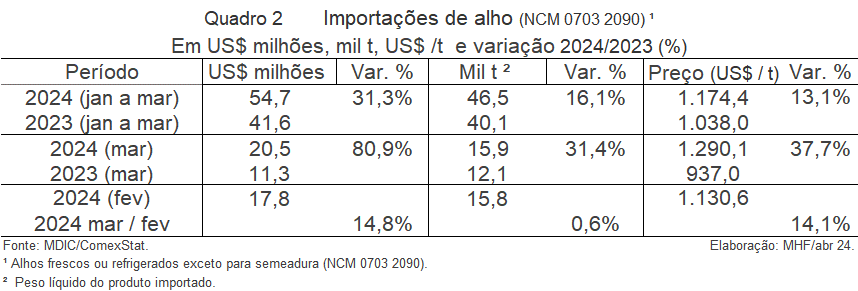 Quadro 2 Importações de alho (NCM 0703 2090) ¹
Em US$ milhões, mil t, US$ /t e variação 2024/2023 (%)
Período US$ milhões Var. % Mil t ² Var. % Preço (US$ / t) Var. %
2024 (jan a mar) 54,7 31,3% 46,5 16,1% 1.174,4 13,1%
2023 (jan a mar) 41,6 40,1 1.038,0
2024 (mar) 20,5 80,9% 15,9 31,4% 1.290,1 37,7%
2023 (mar) 11,3 12,1 937,0
2024 (fev) 17,8 15,8 1.130,6
2024 mar / fev 14,8% 0,6% 14,1%
Fonte: MDIC/ComexStat. Elaboração: MHF/abr 24.
¹ Alhos frescos ou refrigerados exceto para semeadura (NCM 0703 2090).
² Peso líquido do produto importado.